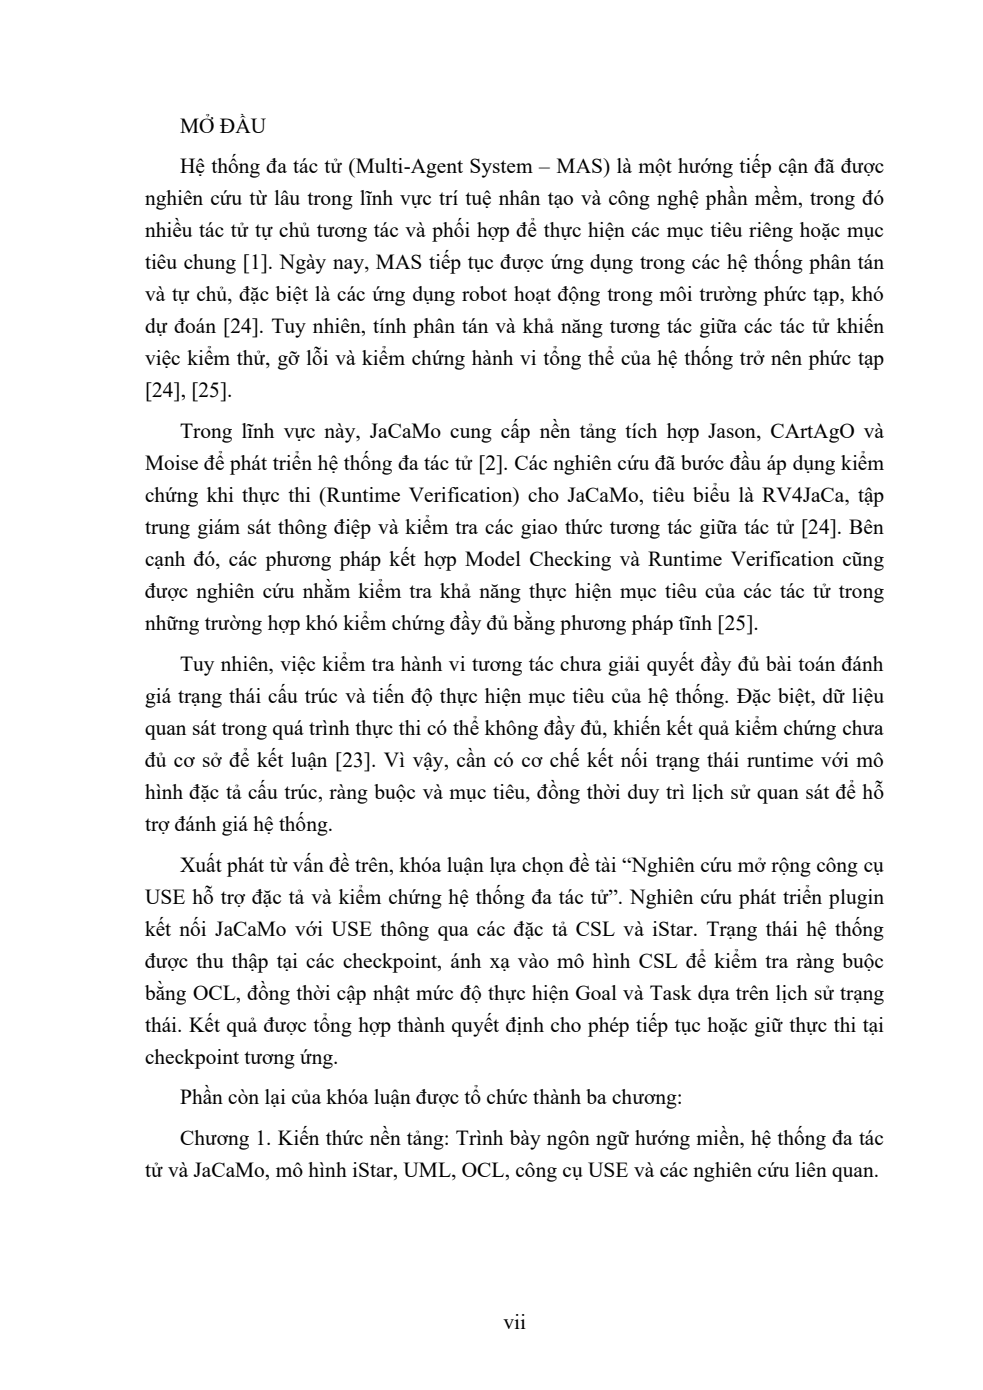 MỞ ĐẦU
Hệ thống đa tác tử (Multi-Agent System – MAS) là một hướng tiếp cận đã được
nghiên cứu từ lâu trong lĩnh vực trí tuệ nhân tạo và công nghệ phần mềm, trong đó
nhiều tác tử tự chủ tương tác và phối hợp để thực hiện các mục tiêu riêng hoặc mục
tiêu chung [1]. Ngày nay, MAS tiếp tục được ứng dụng trong các hệ thống phân tán
và tự chủ, đặc biệt là các ứng dụng robot hoạt động trong môi trường phức tạp, khó
dự đoán [24]. Tuy nhiên, tính phân tán và khả năng tương tác giữa các tác tử khiến
việc kiểm thử, gỡ lỗi và kiểm chứng hành vi tổng thể của hệ thống trở nên phức tạp
[24], [25].
Trong lĩnh vực này, JaCaMo cung cấp nền tảng tích hợp Jason, CArtAgO và
Moise để phát triển hệ thống đa tác tử [2]. Các nghiên cứu đã bước đầu áp dụng kiểm
chứng khi thực thi (Runtime Verification) cho JaCaMo, tiêu biểu là RV4JaCa, tập
trung giám sát thông điệp và kiểm tra các giao thức tương tác giữa tác tử [24]. Bên
cạnh đó, các phương pháp kết hợp Model Checking và Runtime Verification cũng
được nghiên cứu nhằm kiểm tra khả năng thực hiện mục tiêu của các tác tử trong
những trường hợp khó kiểm chứng đầy đủ bằng phương pháp tĩnh [25].
Tuy nhiên, việc kiểm tra hành vi tương tác chưa giải quyết đầy đủ bài toán đánh
giá trạng thái cấu trúc và tiến độ thực hiện mục tiêu của hệ thống. Đặc biệt, dữ liệu
quan sát trong quá trình thực thi có thể không đầy đủ, khiến kết quả kiểm chứng chưa
đủ cơ sở để kết luận [23]. Vì vậy, cần có cơ chế kết nối trạng thái runtime với mô
hình đặc tả cấu trúc, ràng buộc và mục tiêu, đồng thời duy trì lịch sử quan sát để hỗ
trợ đánh giá hệ thống.
Xuất phát từ vấn đề trên, khóa luận lựa chọn đề tài “Nghiên cứu mở rộng công cụ
USE hỗ trợ đặc tả và kiểm chứng hệ thống đa tác tử”. Nghiên cứu phát triển plugin
kết nối JaCaMo với USE thông qua các đặc tả CSL và iStar. Trạng thái hệ thống
được thu thập tại các checkpoint, ánh xạ vào mô hình CSL để kiểm tra ràng buộc
bằng OCL, đồng thời cập nhật mức độ thực hiện Goal và Task dựa trên lịch sử trạng
thái. Kết quả được tổng hợp thành quyết định cho phép tiếp tục hoặc giữ thực thi tại
checkpoint tương ứng.
Phần còn lại của khóa luận được tổ chức thành ba chương:
Chương 1. Kiến thức nền tảng: Trình bày ngôn ngữ hướng miền, hệ thống đa tác
tử và JaCaMo, mô hình iStar, UML, OCL, công cụ USE và các nghiên cứu liên quan.
vii